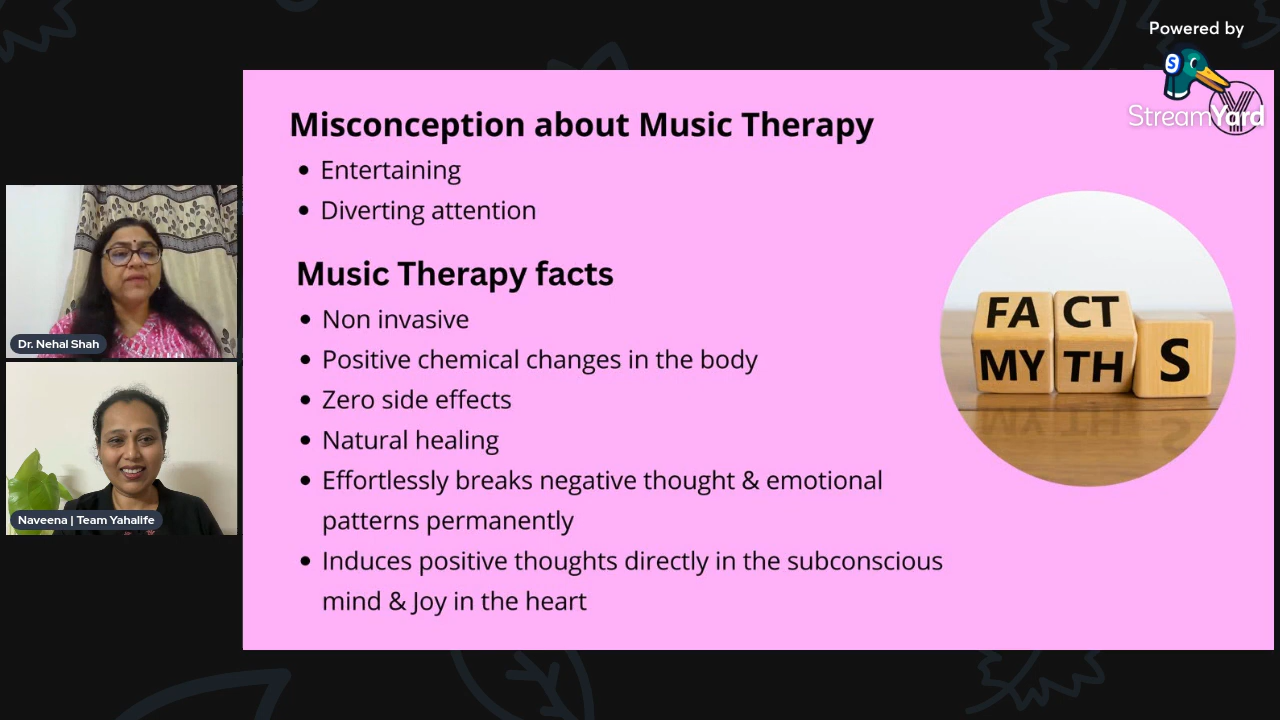 Powered by
StreamYard
Misconception about Music Therapy
Entertaining
Diverting attention
Music Therapy facts
Non invasive
Positive chemical changes in the body
Zero side effects
Natural healing
Effortlessly breaks negative thought & emotional
patterns permanently
Induces positive thoughts directly in the subconscious
mind & Joy in the heart
FA CT
MY TH S
Dr. Nehal Shah
Naveena | Team Yahalife